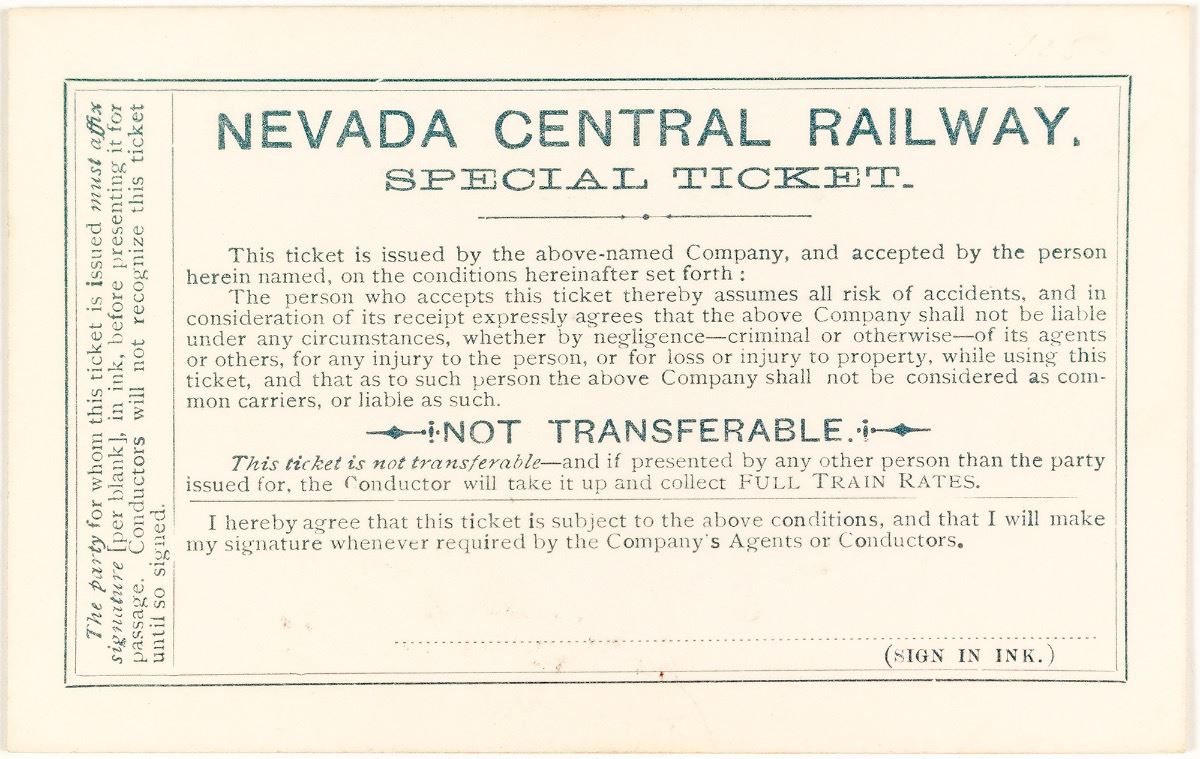 NEVADA CENTRAL RAILWAY.
SPECIAL TICKET.
This ticket is issued by the above-named Company, and accepted by the person
herein named, on the conditions hereinafter set forth :
The person who accepts this ticket thereby assumes all risk of accidents, and in
consideration of its receipt expressly agrees that the above Company shall not be liable
under any circumstances, whether by negligence—criminal or otherwise—of its agents
or others, for any injury to the person, or for loss or injury to property, while using this
ticket, and that as to such person the above Company shall not be considered as com-
mon carriers, or liable as such.
NOT TRANSFERABLE.
This ticket is not transferable—and if presented by any other person than the party
issued for, the Conductor will take it up and collect FULL TRAIN RATES.
I hereby agree that this ticket is subject to the above conditions, and that I will make
my signature whenever required by the Company's Agents or Conductors.
(SIGN IN INK.)
The party for whom this ticket is issued must affix
signature [per blank], in ink, before presenting it for
passage. Conductors will not recognize this ticket
until so signed.